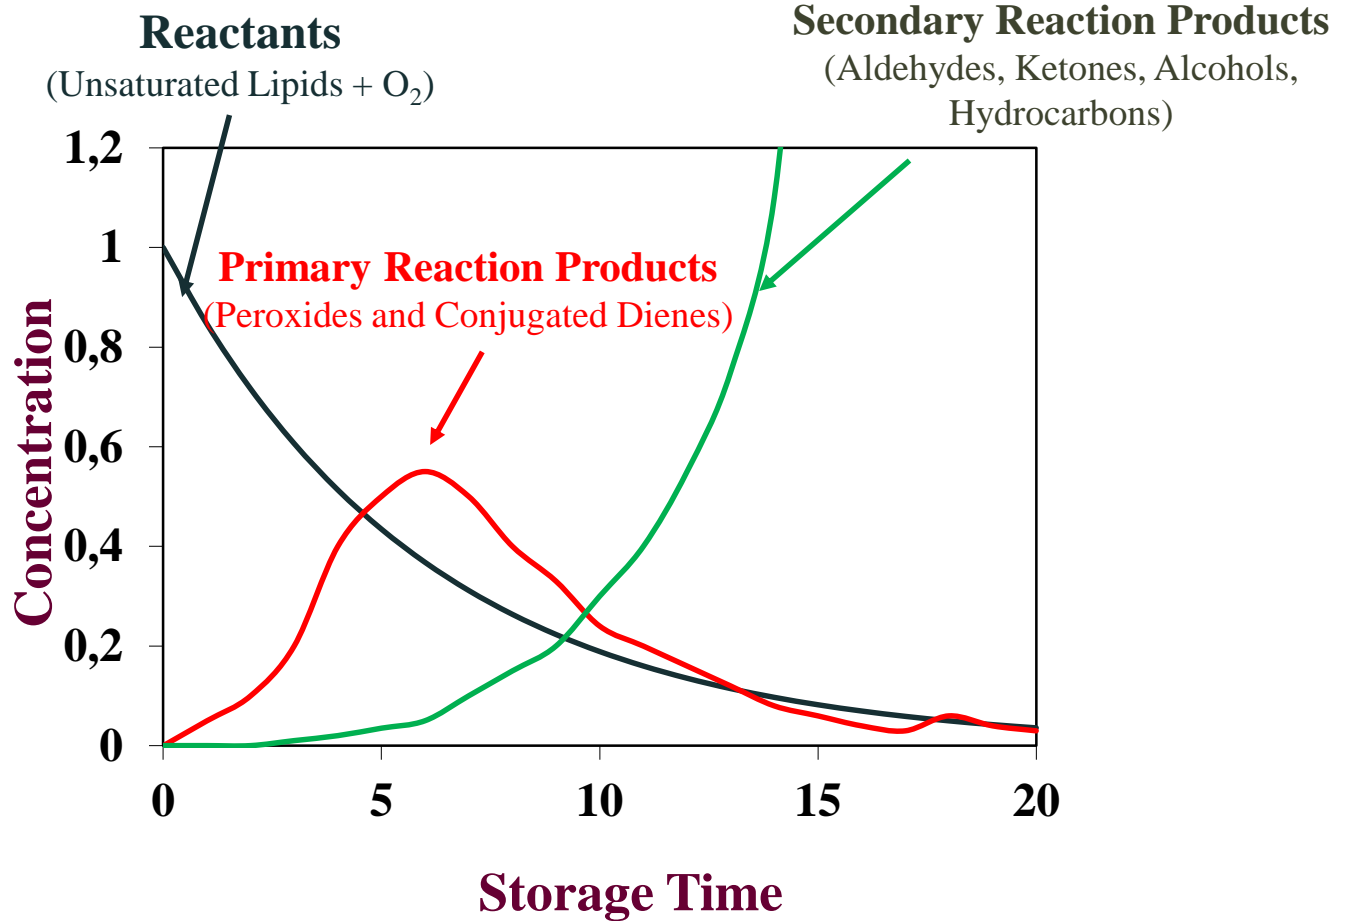 Reactants
(Unsaturated Lipids + O₂)
Secondary Reaction Products
(Aldehydes, Ketones, Alcohols,
Hydrocarbons)
Primary Reaction Products
(Peroxides and Conjugated Dienes)
Concentration
1,2
1
0,8
0,6
0,4
0,2
0
0 5 10 15 20
Storage Time